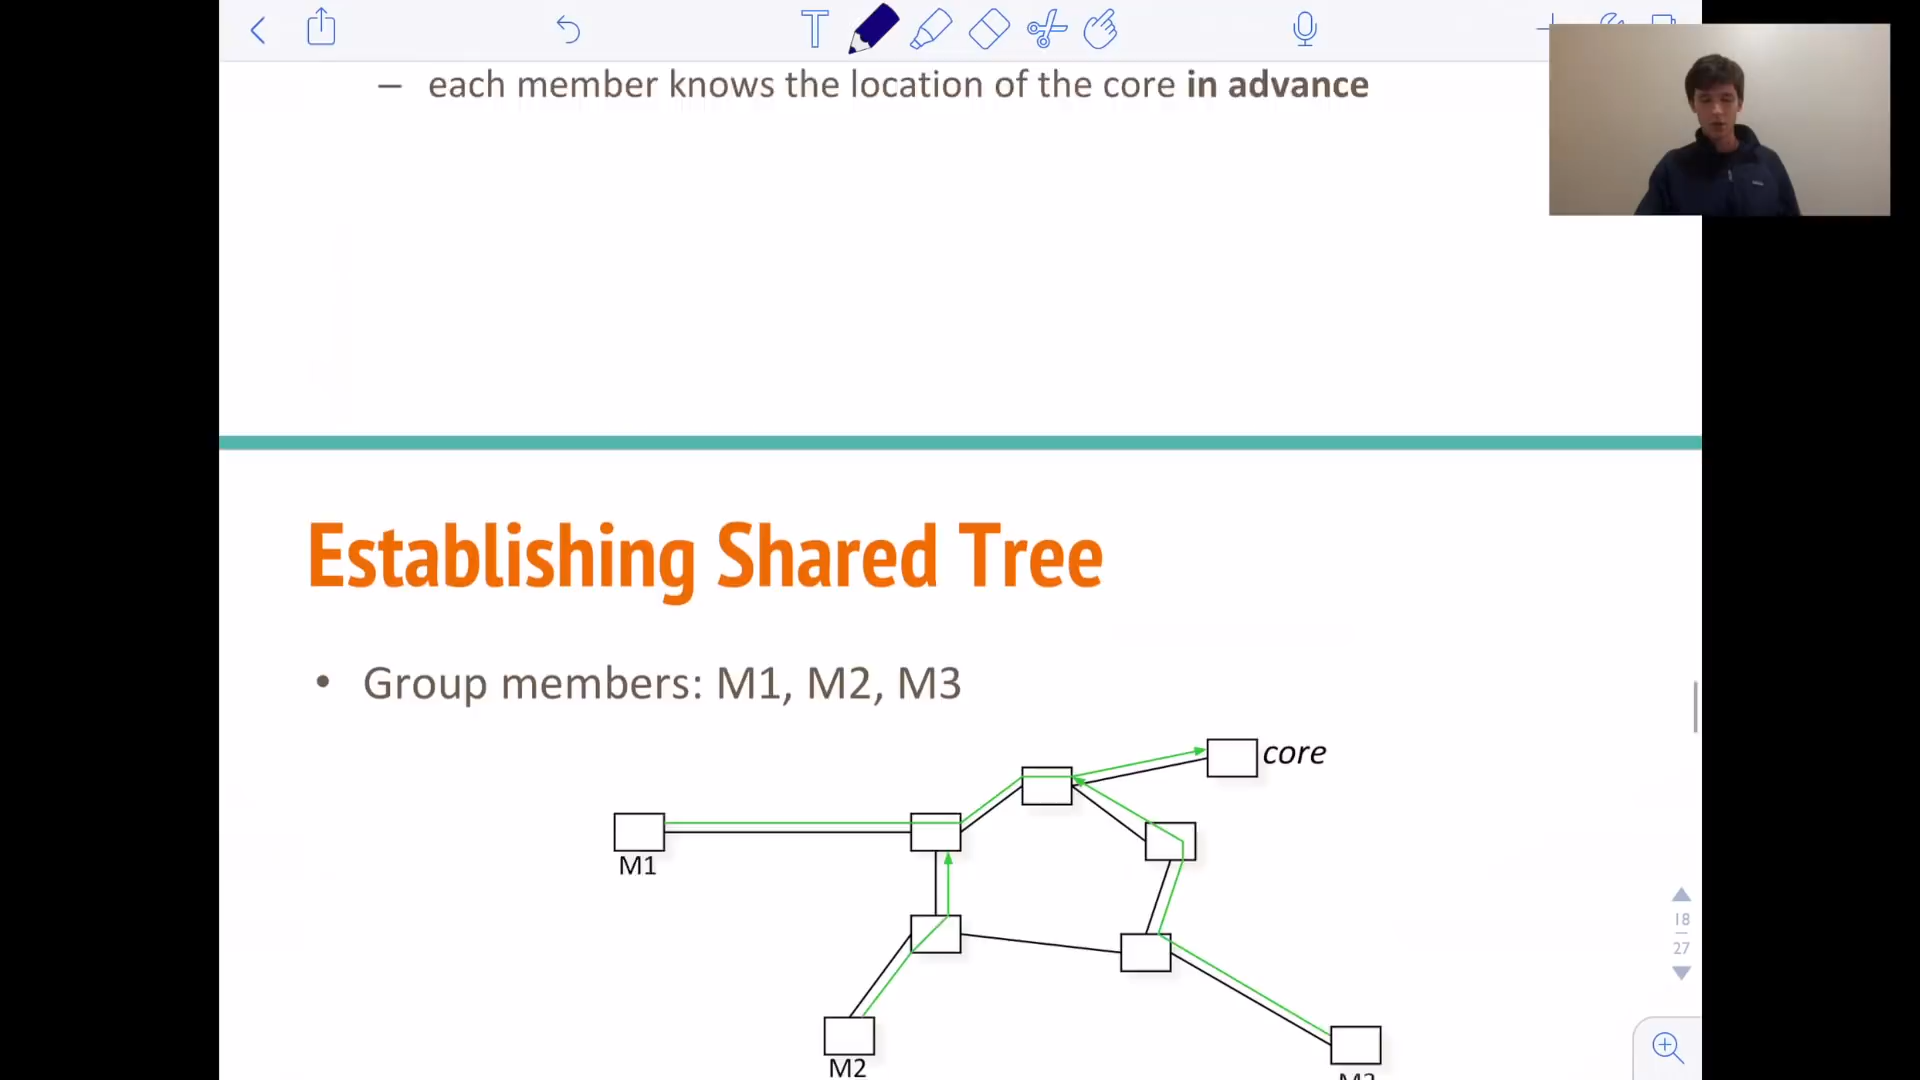 T
– each member knows the location of the core in advance
Establishing Shared Tree
• Group members: M1, M2, M3
core
M1
18
27
M2